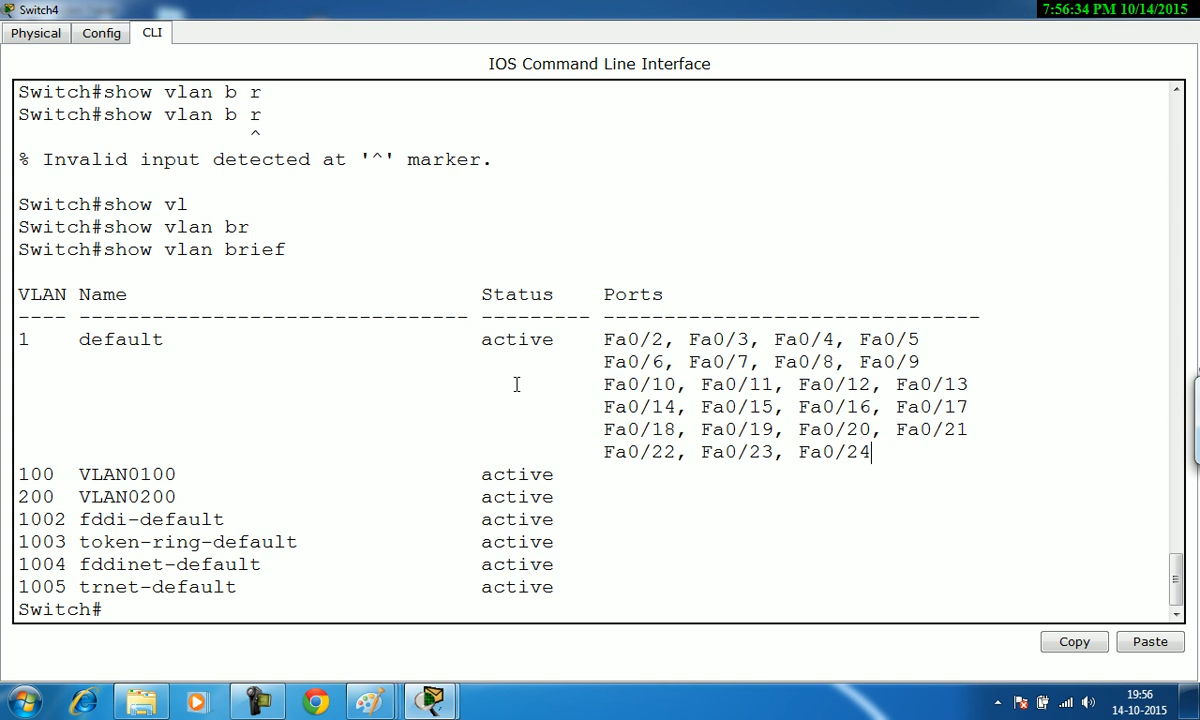 Switch4
7:56:34 PM 10/14/2015
Physical Config CLI
IOS Command Line Interface
Switch#show vlan b r
Switch#show vlan b r
^
% Invalid input detected at '^' marker.
Switch#show vl
Switch#show vlan br
Switch#show vlan brief
VLAN Name Status Ports
---- -------------------------------- --------- -------------------------------
1 default active Fa0/2, Fa0/3, Fa0/4, Fa0/5
Fa0/6, Fa0/7, Fa0/8, Fa0/9
Fa0/10, Fa0/11, Fa0/12, Fa0/13
Fa0/14, Fa0/15, Fa0/16, Fa0/17
Fa0/18, Fa0/19, Fa0/20, Fa0/21
Fa0/22, Fa0/23, Fa0/24
100 VLAN0100 active
200 VLAN0200 active
1002 fddi-default active
1003 token-ring-default active
1004 fddinet-default active
1005 trnet-default active
Switch#
Copy Paste
19:56
14-10-2015